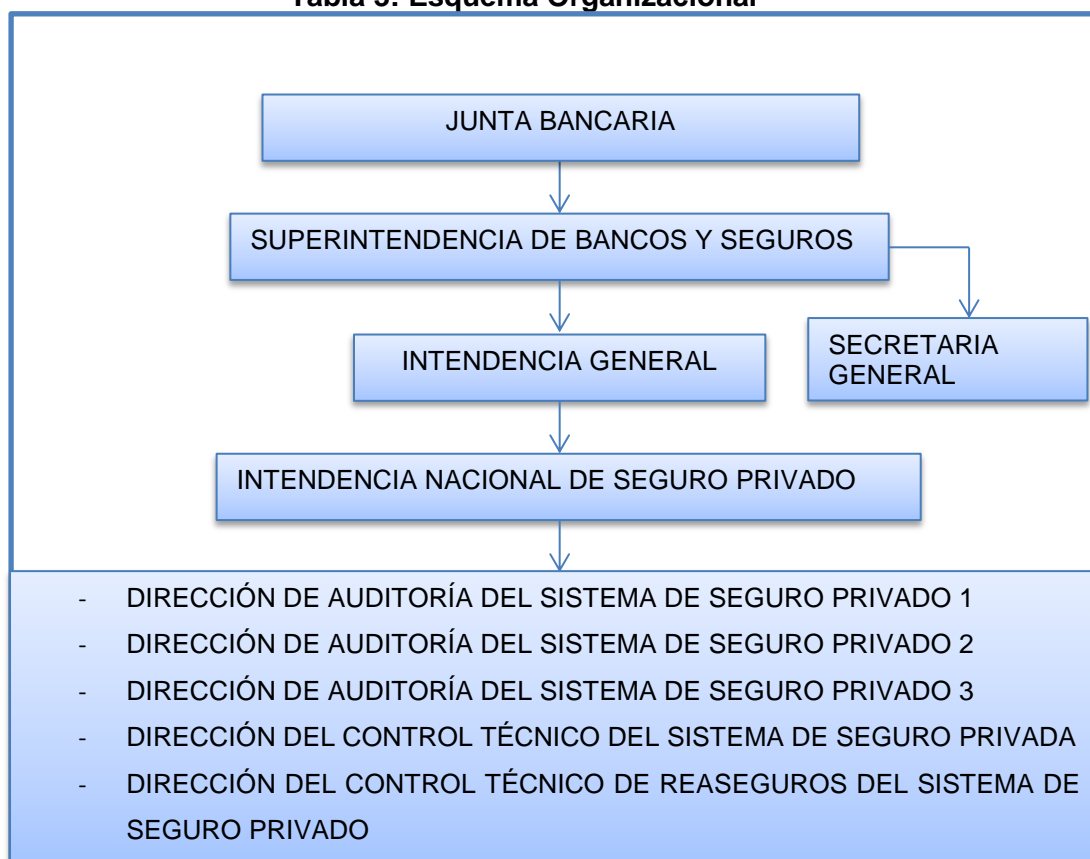 Tabla 3: Esquema Organizacional
JUNTA BANCARIA
SUPERINTENDENCIA DE BANCOS Y SEGUROS
INTENDENCIA GENERAL
SECRETARIA
GENERAL
INTENDENCIA NACIONAL DE SEGURO PRIVADO
- DIRECCIÓN DE AUDITORÍA DEL SISTEMA DE SEGURO PRIVADO 1
- DIRECCIÓN DE AUDITORÍA DEL SISTEMA DE SEGURO PRIVADO 2
- DIRECCIÓN DE AUDITORÍA DEL SISTEMA DE SEGURO PRIVADO 3
- DIRECCIÓN DEL CONTROL TÉCNICO DEL SISTEMA DE SEGURO PRIVADA
- DIRECCIÓN DEL CONTROL TÉCNICO DE REASEGUROS DEL SISTEMA DE
SEGURO PRIVADO